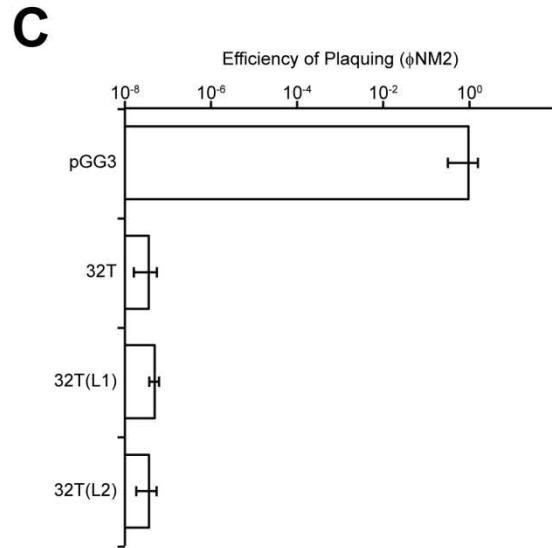 C
Efficiency of Plaquing (ϕNM2)
10⁻⁸ 10⁻⁶ 10⁻⁴ 10⁻² 10⁰
pGG3
32T
32T(L1)
32T(L2)